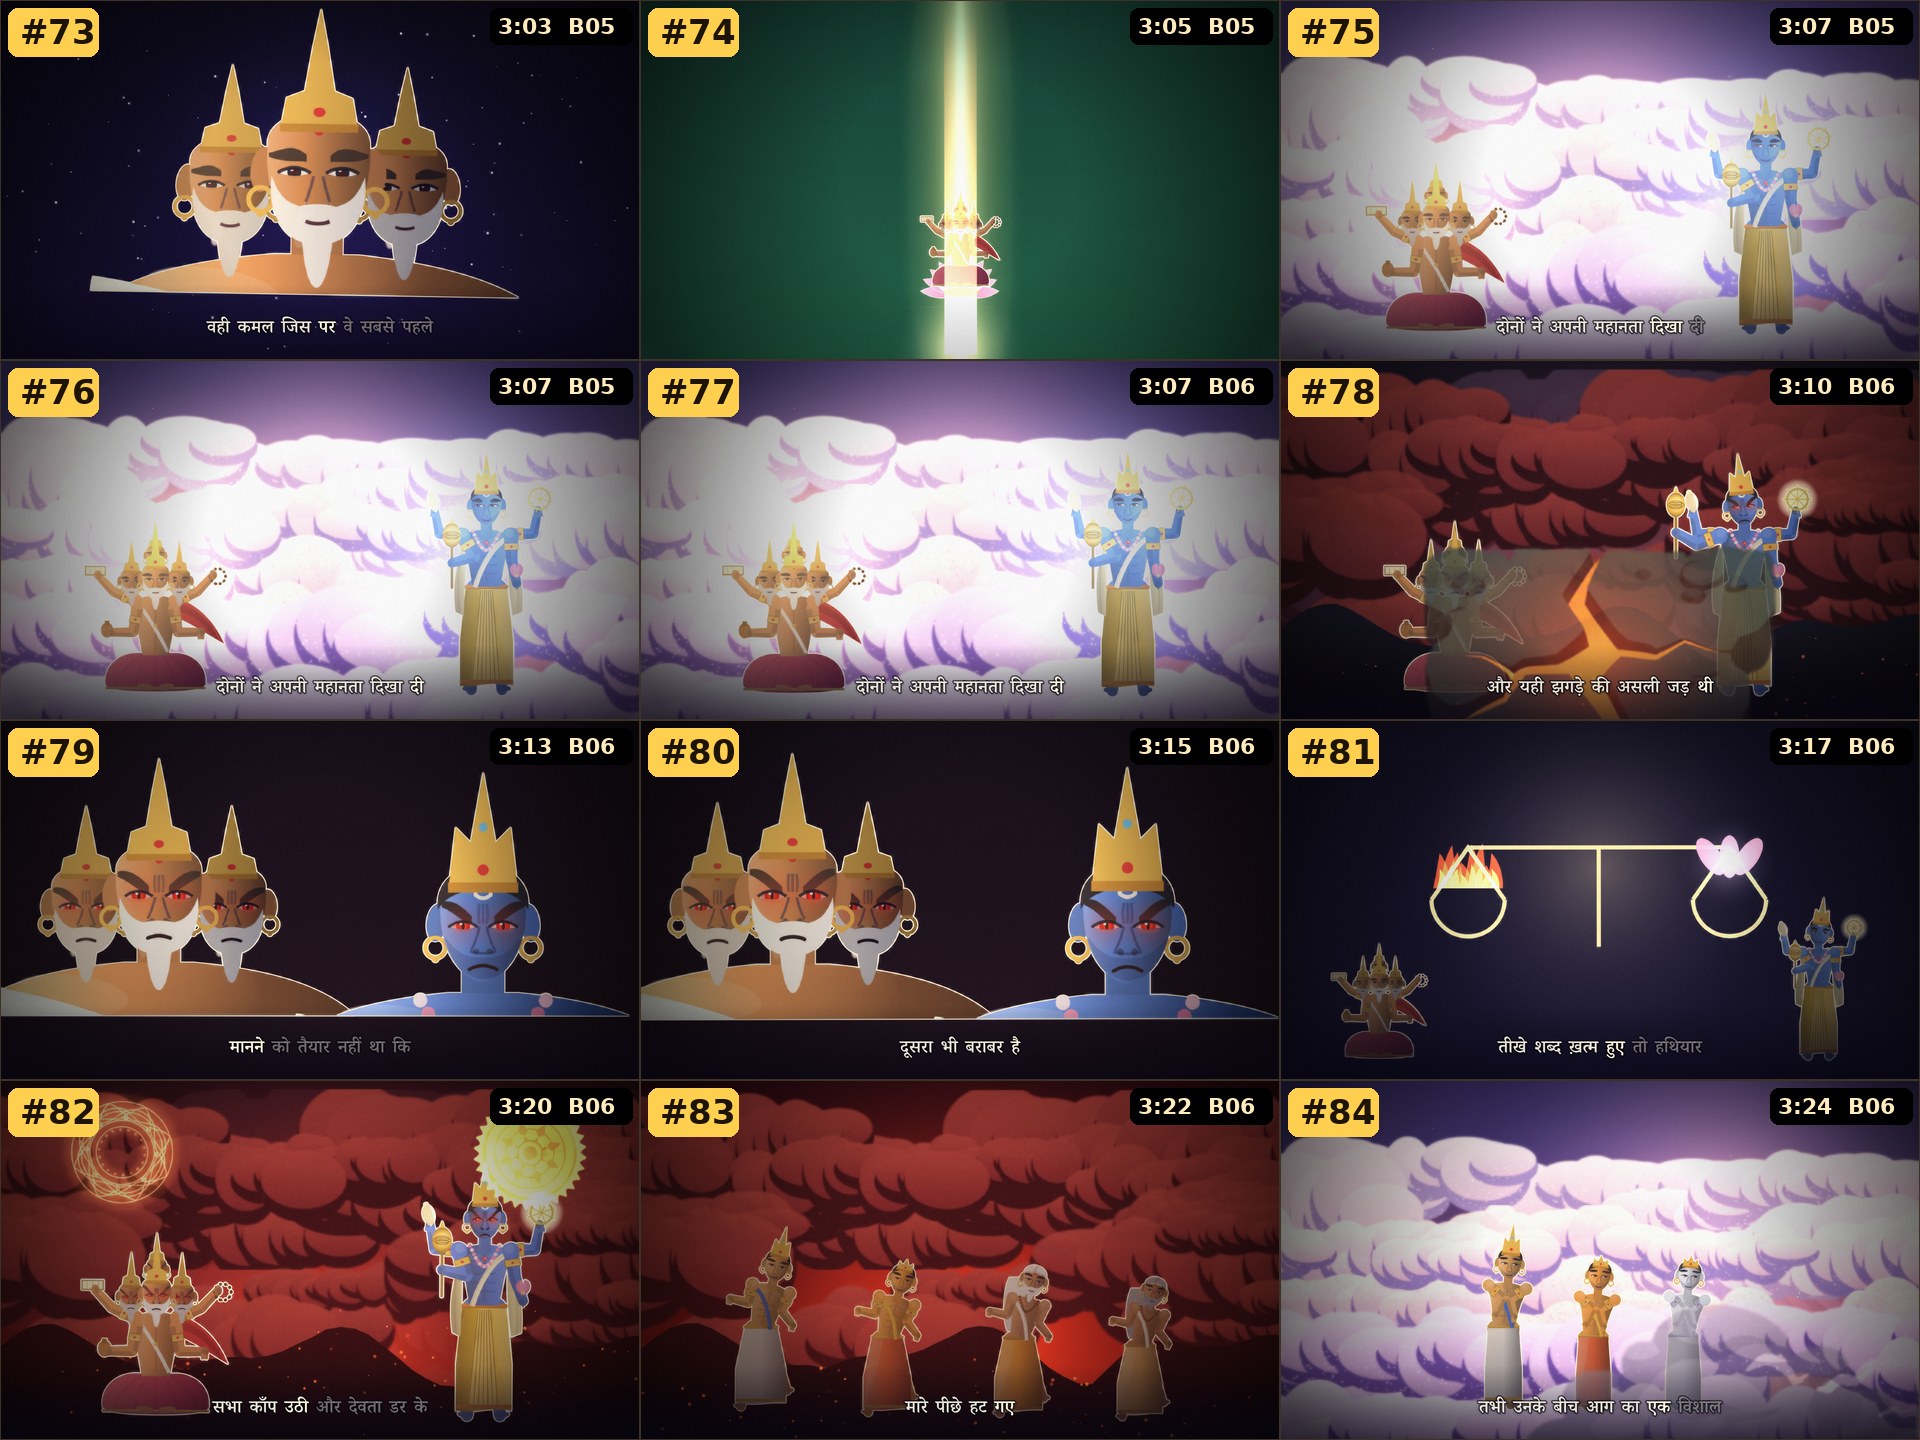 #73
3:03 B05
वही कमल जिस पर वे सबसे पहले
#74
3:05 B05
#75
3:07 B05
दोनों ने अपनी महानता दिखा दी
#76
3:07 B05
दोनों ने अपनी महानता दिखा दी
#77
3:07 B06
दोनों ने अपनी महानता दिखा दी
#78
3:10 B06
और यही झगड़े की असली जड़ थी
#79
3:13 B06
मानने को तैयार नहीं था कि
#80
3:15 B06
दूसरा भी बराबर है
#81
3:17 B06
तीखे शब्द ख़त्म हुए तो हथियार
#82
3:20 B06
सभा काँप उठी और देवता डर के
#83
3:22 B06
मारे पीछे हट गए
#84
3:24 B06
तभी उनके बीच आग का एक विशाल